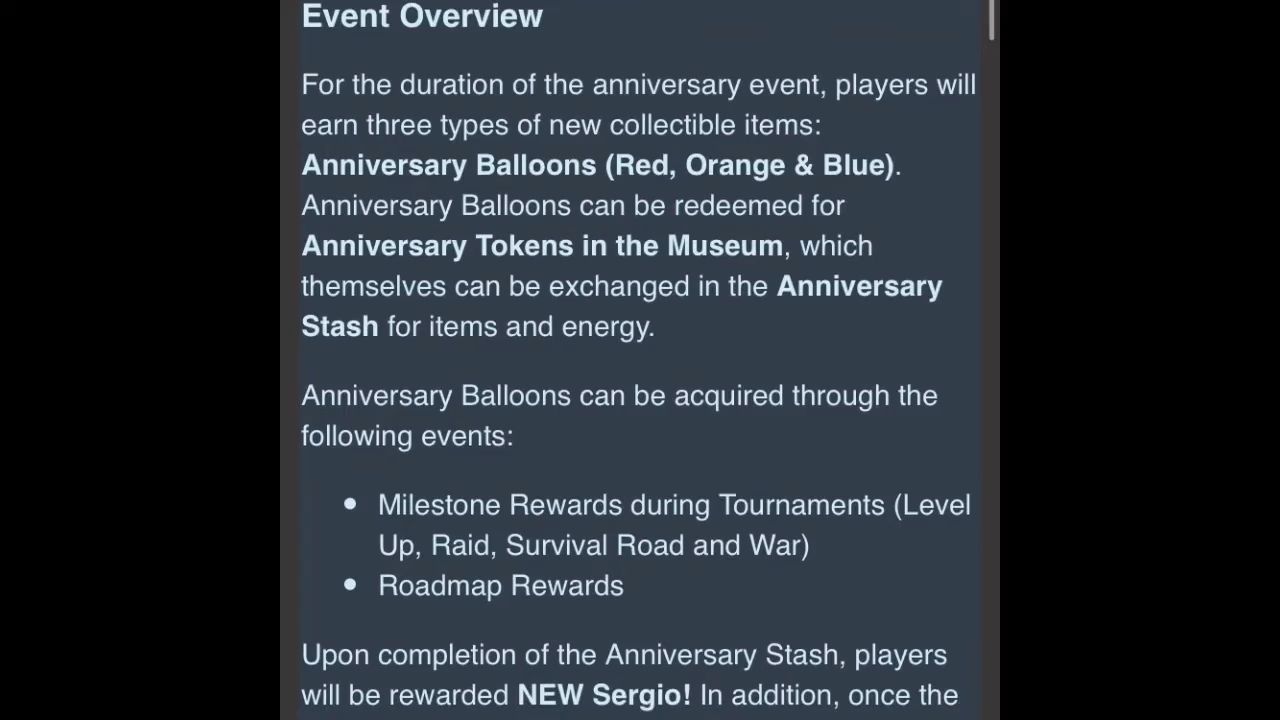 Event Overview
For the duration of the anniversary event, players will
earn three types of new collectible items:
Anniversary Balloons (Red, Orange & Blue).
Anniversary Balloons can be redeemed for
Anniversary Tokens in the Museum, which
themselves can be exchanged in the Anniversary
Stash for items and energy.
Anniversary Balloons can be acquired through the
following events:
• Milestone Rewards during Tournaments (Level
Up, Raid, Survival Road and War)
• Roadmap Rewards
Upon completion of the Anniversary Stash, players
will be rewarded NEW Sergio! In addition, once the